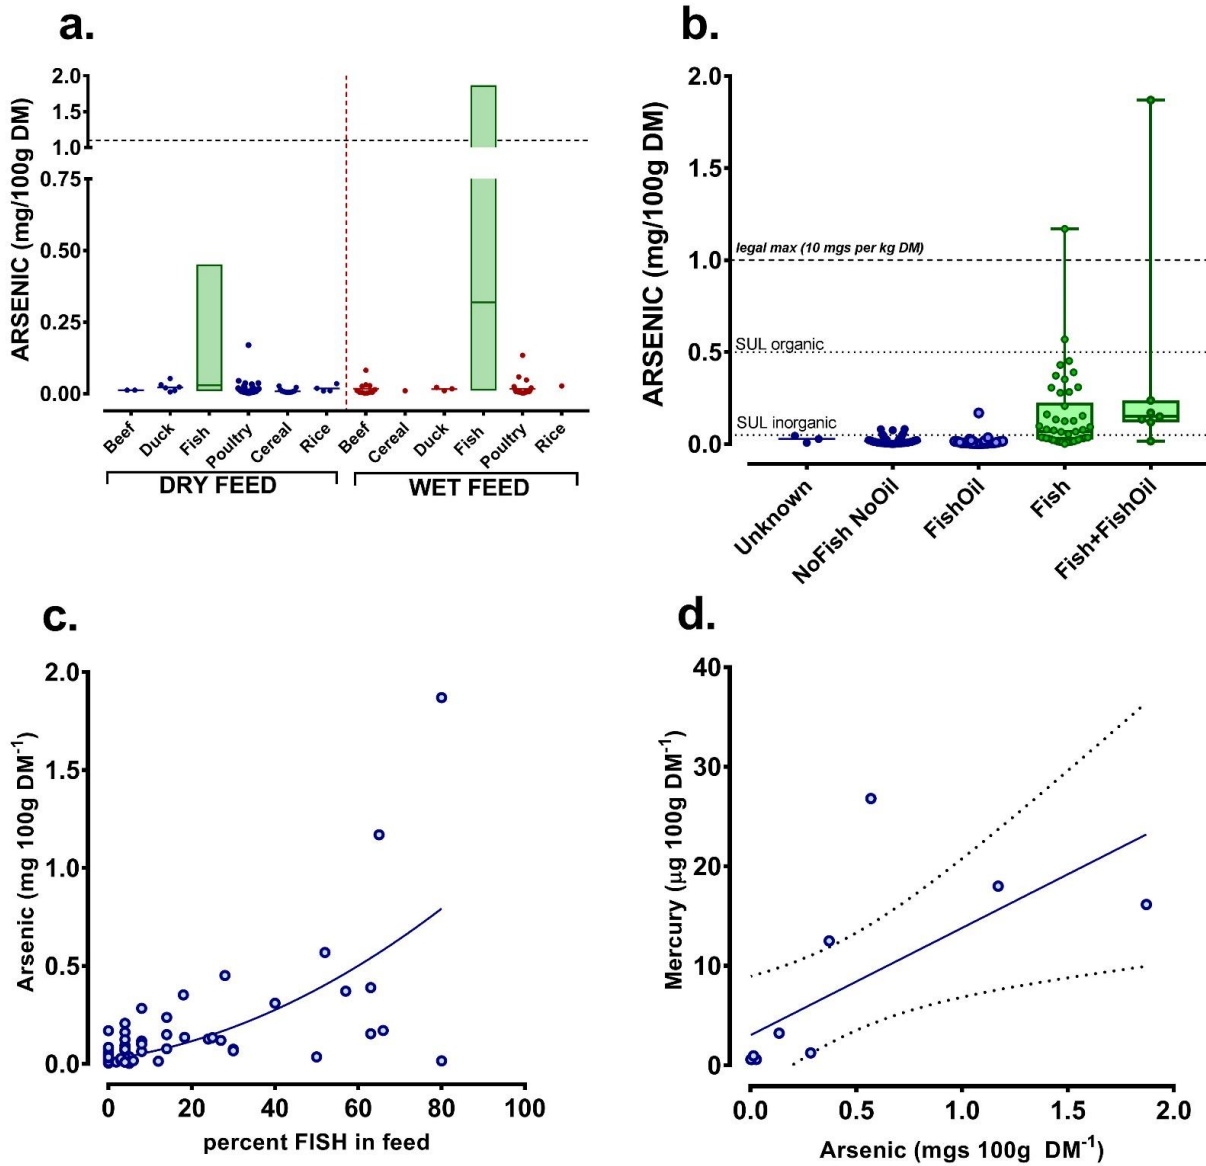 a.
ARSENIC (mg/100g DM)
2.0
1.5
1.0
0.75
0.50
0.25
0.00
Beef
Duck
Fish
Poultry
Cereal
Rice
Beef
Cereal
Duck
Fish
Poultry
Rice
DRY FEED
WET FEED
b.
ARSENIC (mg/100g DM)
2.0
1.5
1.0
0.5
0.0
legal max (10 mgs per kg DM)
SUL organic
SUL inorganic
Unknown
NoFish NoOil
FishOil
Fish
Fish+FishOil
c.
Arsenic (mg 100g DM⁻¹)
2.0
1.5
1.0
0.5
0.0
0
20
40
60
80
100
percent FISH in feed
d.
Mercury (µg 100g DM⁻¹)
40
30
20
10
0
0.0
0.5
1.0
1.5
2.0
Arsenic (mgs 100g DM⁻¹)